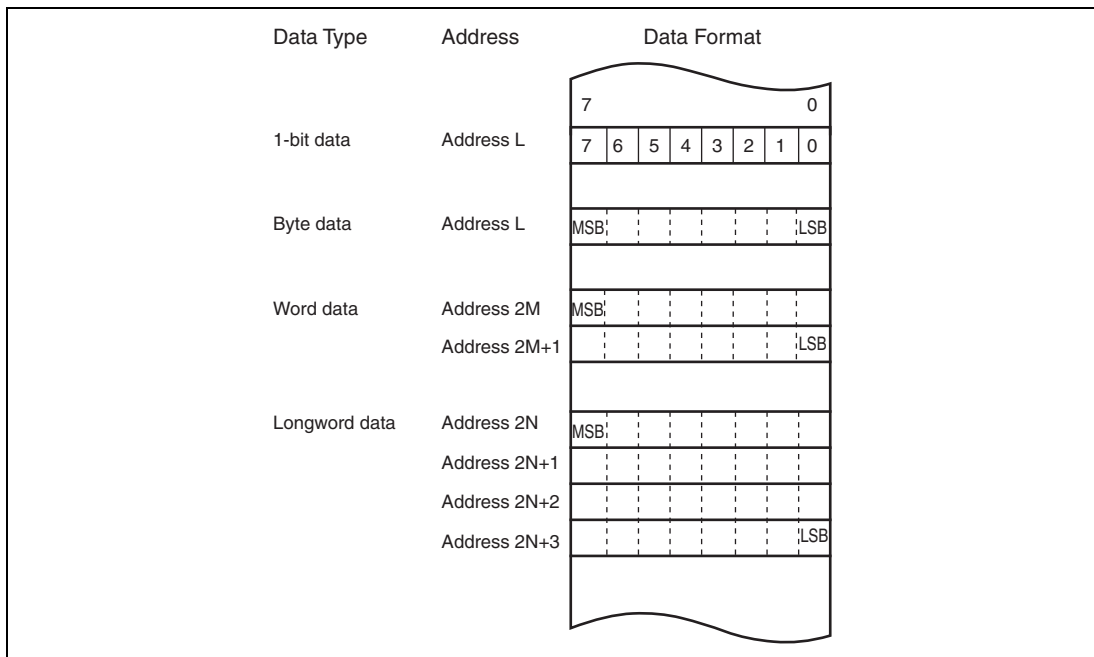 Data Type Address Data Format
7 0
1-bit data Address L 7 6 5 4 3 2 1 0
Byte data Address L MSB LSB
Word data Address 2M MSB
Address 2M+1 LSB
Longword data Address 2N MSB
Address 2N+1
Address 2N+2
Address 2N+3 LSB